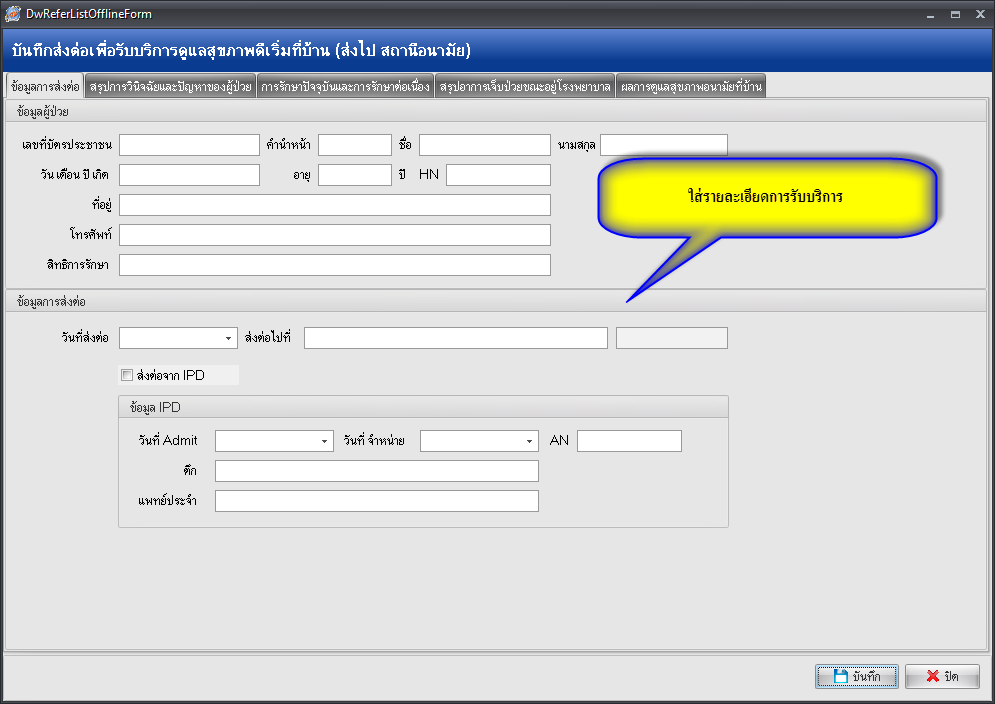 DwReferListOfflineForm
บันทึกส่งต่อเพื่อรับบริการดูแลสุขภาพดีเริ่มที่บ้าน (ส่งไป สถานีอนามัย)
ข้อมูลการส่งต่อ สรุปการวินิจฉัยและปัญหาของผู้ป่วย การรักษาปัจจุบันและการรักษาต่อเนื่อง สรุปอาการเจ็บป่วยขณะอยู่โรงพยาบาล ผลการดูแลสุขภาพอนามัยที่บ้าน
ข้อมูลผู้ป่วย
เลขที่บัตรประชาชน คำนำหน้า ชื่อ นามสกุล
วัน เดือน ปี เกิด อายุ ปี HN
ใส่รายละเอียดการรับบริการ
ที่อยู่
โทรศัพท์
สิทธิการรักษา
ข้อมูลการส่งต่อ
วันที่ส่งต่อ ส่งต่อไปที่
ส่งต่อจาก IPD
ข้อมูล IPD
วันที่ Admit วันที่ จำหน่าย AN
ตึก
แพทย์ประจำ
บันทึก ปิด